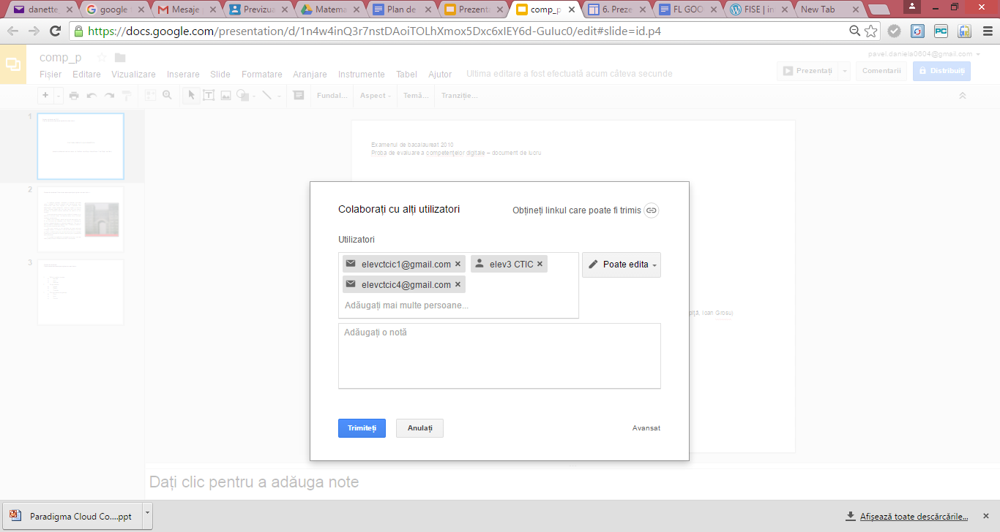 danette
google
Mesaje
Previzua
Matema
Plan de
Prezent
comp_p
6. Preze
FL GOO
FISE | in
New Tab
https://docs.google.com/presentation/d/1n4w4inQ3r7nstDAoiTOLhXmox5Dxc6xIEY6d-GuIuc0/edit#slide=id.p4
comp_p
pavel.daniela0604@gmail.com
Fișier Editare Vizualizare Inserare Slide Formatare Aranjare Instrumente Tabel Ajutor Ultima editare a fost efectuată acum câteva secunde
Prezentați Comentarii Distribuiți
Fundal... Aspect Temă... Tranziție...
1
2
3
Examenul de bacalaureat 2010
Proba de evaluare a competențelor digitale – document de lucru
Ioan Grosu)
Colaborați cu alți utilizatori
Obțineți linkul care poate fi trimis
Utilizatori
elevctcic1@gmail.com elev3 CTIC
elevctcic4@gmail.com
Adăugați mai multe persoane...
Poate edita
Adăugați o notă
Trimiteți Anulați Avansat
Dați clic pentru a adăuga note
Paradigma Cloud Co....ppt
Afișează toate descărcările...